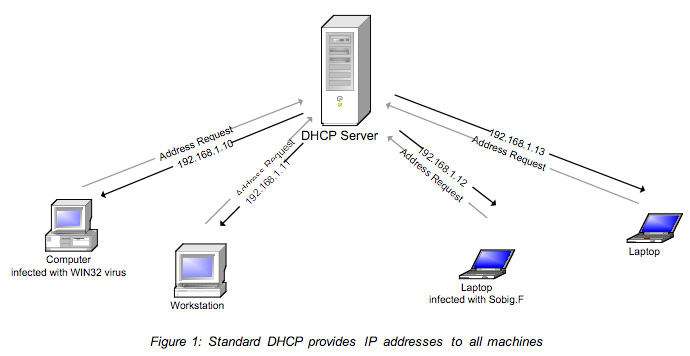 DHCP Server
Address Request
192.168.1.10
Address Request
192.168.1.11
192.168.1.12
Address Request
192.168.1.13
Address Request
Computer
infected with WIN32 virus
Workstation
Laptop
infected with Sobig.F
Laptop
Figure 1: Standard DHCP provides IP addresses to all machines